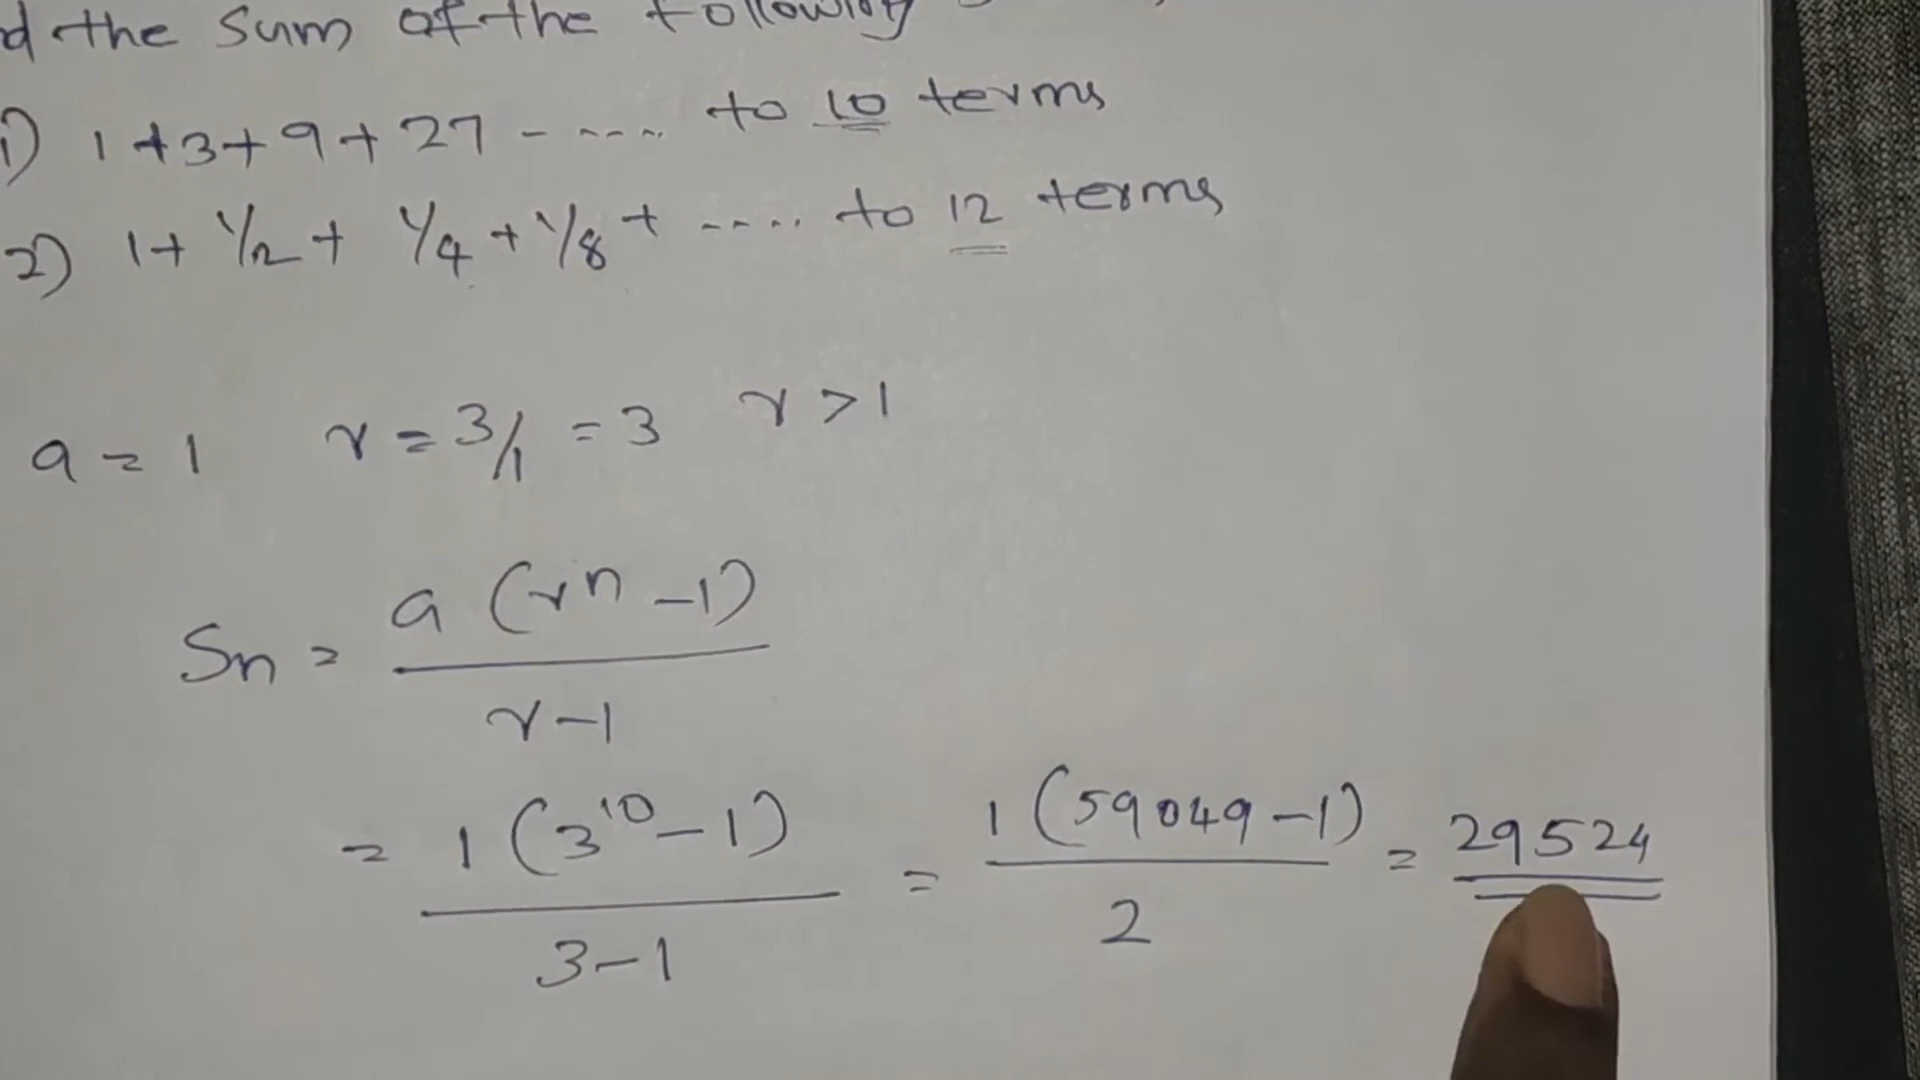 d the sum of the following
1) 1+3+9+27 - ---- to 10 terms
2) 1+ 1/2 + 1/4 + 1/8 + .... to 12 terms
a = 1 r = 3/1 = 3 r > 1
Sn = a (r^n - 1) / r - 1
= 1 (3^10 - 1) / 3 - 1 = 1 (59049 - 1) / 2 = 29524